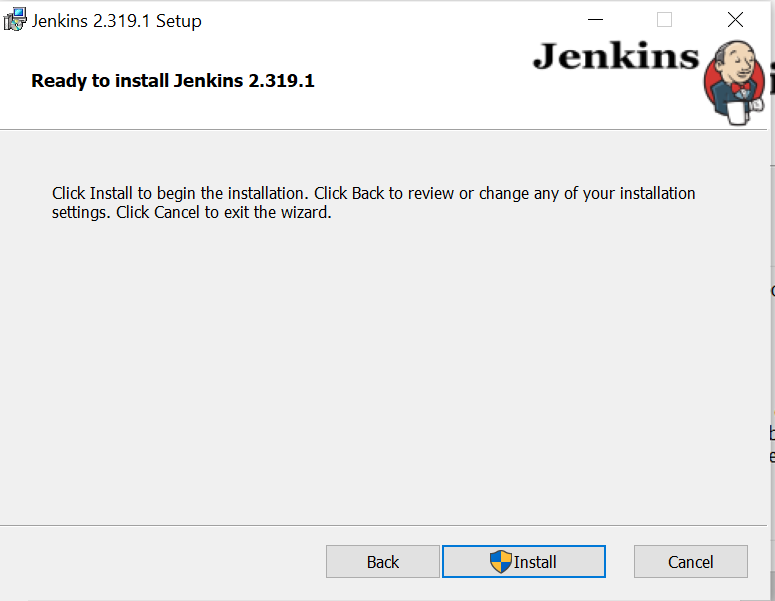 Jenkins 2.319.1 Setup
Jenkins
Ready to install Jenkins 2.319.1
Click Install to begin the installation. Click Back to review or change any of your installation
settings. Click Cancel to exit the wizard.
Back
Install
Cancel